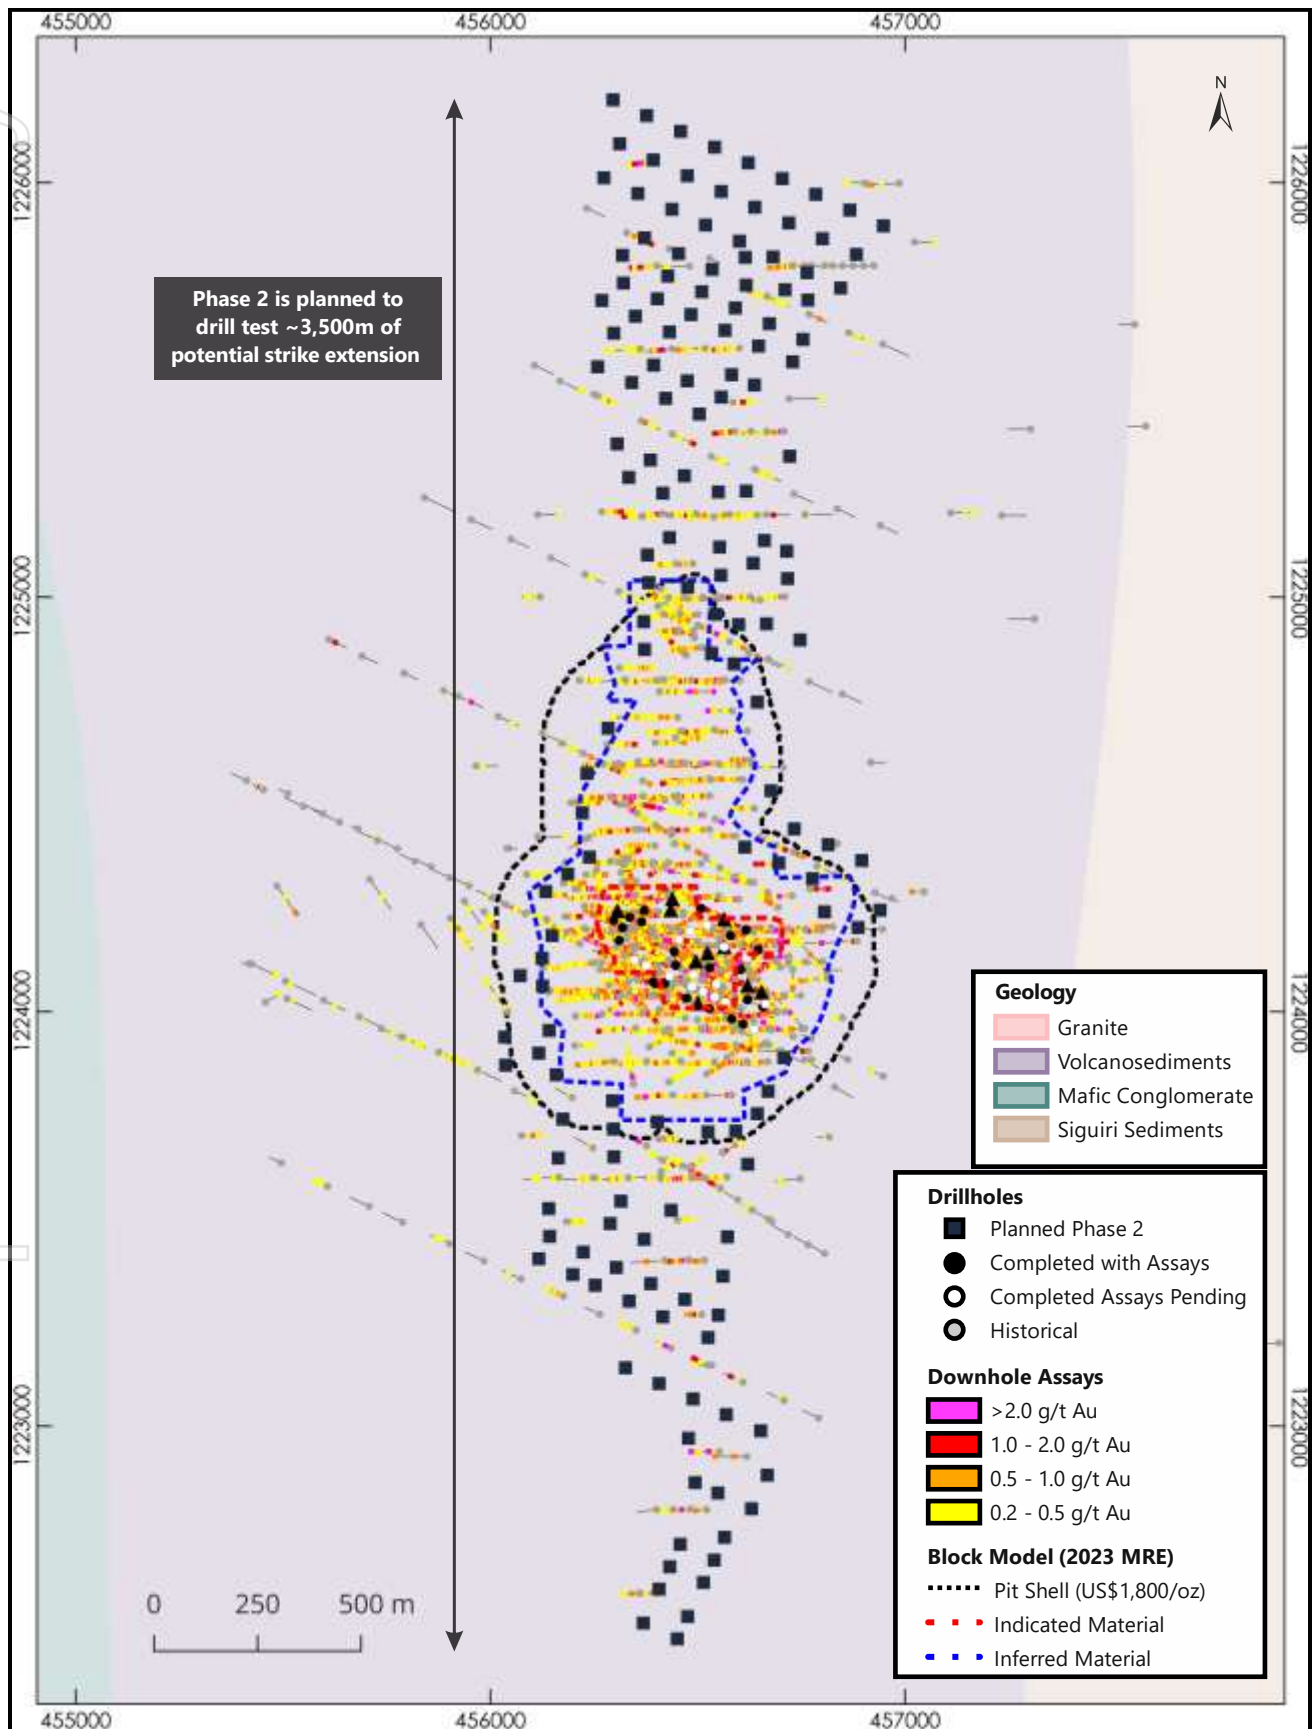 455000
456000
457000
N
1226000
1226000
Phase 2 is planned to
drill test ~3,500m of
potential strike extension
1225000
1225000
1224000
1224000
Geology
Granite
Volcanosediments
Mafic Conglomerate
Siguiri Sediments
Drillholes
Planned Phase 2
Completed with Assays
Completed Assays Pending
Historical
Downhole Assays
>2.0 g/t Au
1.0 - 2.0 g/t Au
0.5 - 1.0 g/t Au
0.2 - 0.5 g/t Au
Block Model (2023 MRE)
Pit Shell (US$1,800/oz)
Indicated Material
Inferred Material
1223000
1223000
0 250 500 m
455000
456000
457000